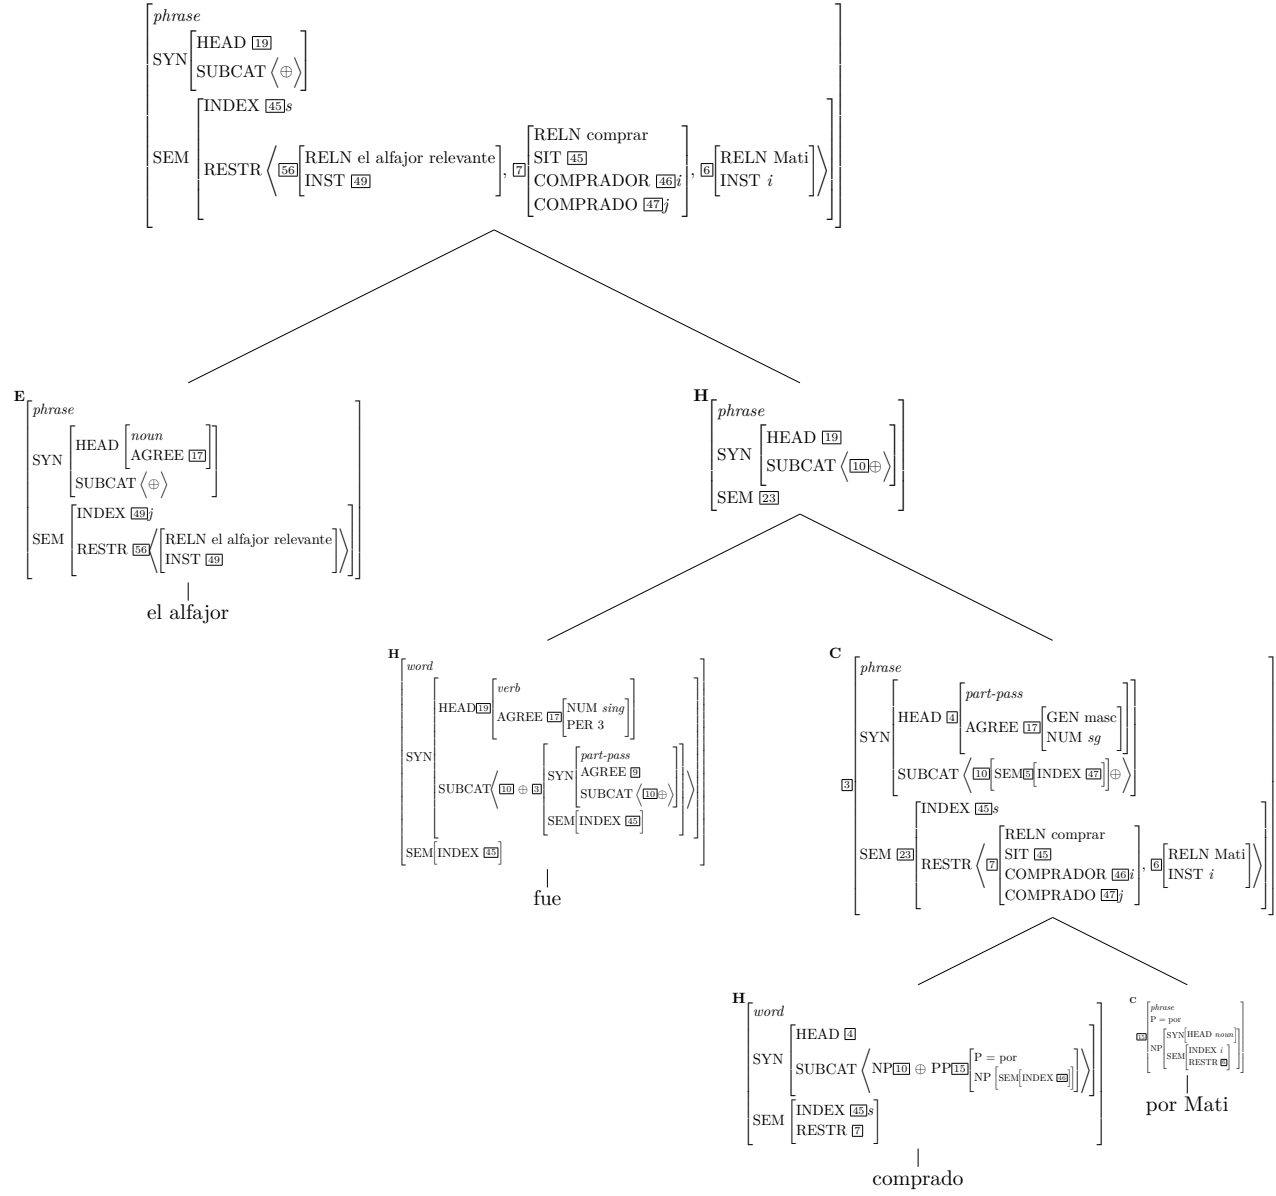 phrase
SYN
HEAD 19
SUBCAT ⟨⊕⟩
SEM
INDEX 45 s
RESTR ⟨ 56
RELN el alfajor relevante
INST 49
, 7
RELN comprar
SIT 45
COMPRADOR 46 i
COMPRADO 47 j
, 6
RELN Mati
INST i
⟩
E
phrase
SYN
HEAD
noun
AGREE 17
SUBCAT ⟨⊕⟩
SEM
INDEX 49 j
RESTR 56 ⟨
RELN el alfajor relevante
INST 49
⟩
el alfajor
H
phrase
SYN
HEAD 19
SUBCAT ⟨ 10 ⊕⟩
SEM 23
H
word
SYN
HEAD 19
verb
AGREE 17
NUM sing
PER 3
SUBCAT ⟨ 10 ⊕ 3
SYN
part-pass
AGREE 9
SUBCAT ⟨ 10 ⊕⟩
SEM [INDEX 45]
⟩
SEM [INDEX 45]
fue
C
3
phrase
SYN
HEAD 4
part-pass
AGREE 17
GEN masc
NUM sg
SUBCAT ⟨ 10 [SEM 5 [INDEX 47]] ⊕ ⟩
SEM 23
INDEX 45 s
RESTR ⟨ 7
RELN comprar
SIT 45
COMPRADOR 46 i
COMPRADO 47 j
, 6
RELN Mati
INST i
⟩
H
word
SYN
HEAD 4
SUBCAT ⟨ NP 10 ⊕ PP 15
P = por
NP [SEM [INDEX 46]]
⟩
SEM
INDEX 45 s
RESTR 7
comprado
C
15
phrase
P = por
NP
SYN [HEAD noun]
SEM
INDEX i
RESTR 6
por Mati